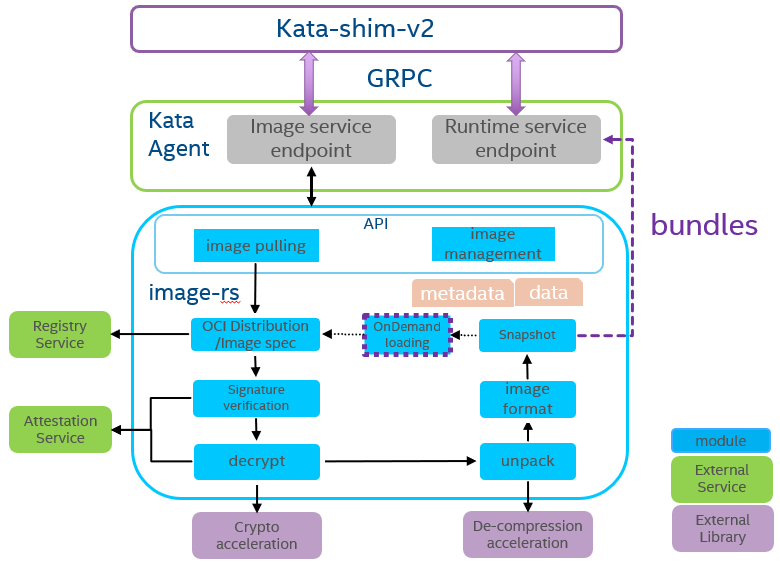 Kata-shim-v2
GRPC
Kata
Agent
Image service
endpoint
Runtime service
endpoint
bundles
API
image pulling
image
management
image-rs
metadata
data
Registry
Service
OCI Distribution
/Image spec
OnDemand
loading
Snapshot
Signature
verification
image
format
Attestation
Service
decrypt
unpack
module
External
Service
Crypto
acceleration
De-compression
acceleration
External
Library